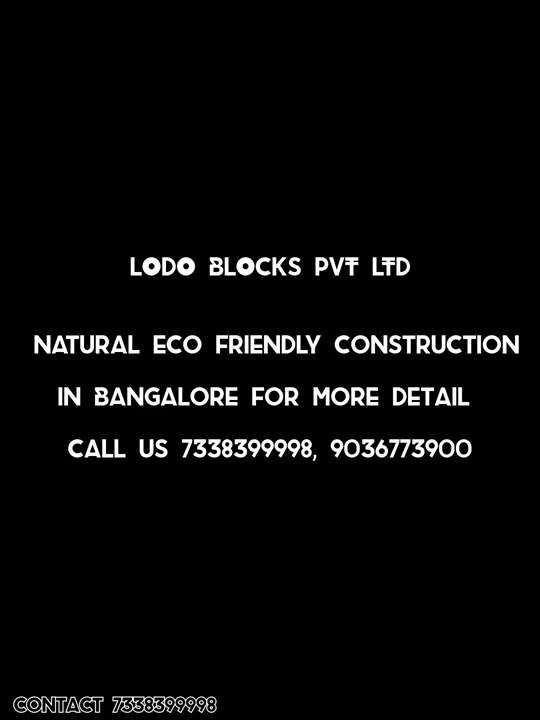 LODO BLOCKS PVT LTD
NATURAL ECO FRIENDLY CONSTRUCTION
IN BANGALORE FOR MORE DETAIL
CALL US 7338399998, 9036773900
CONTACT 7338399998